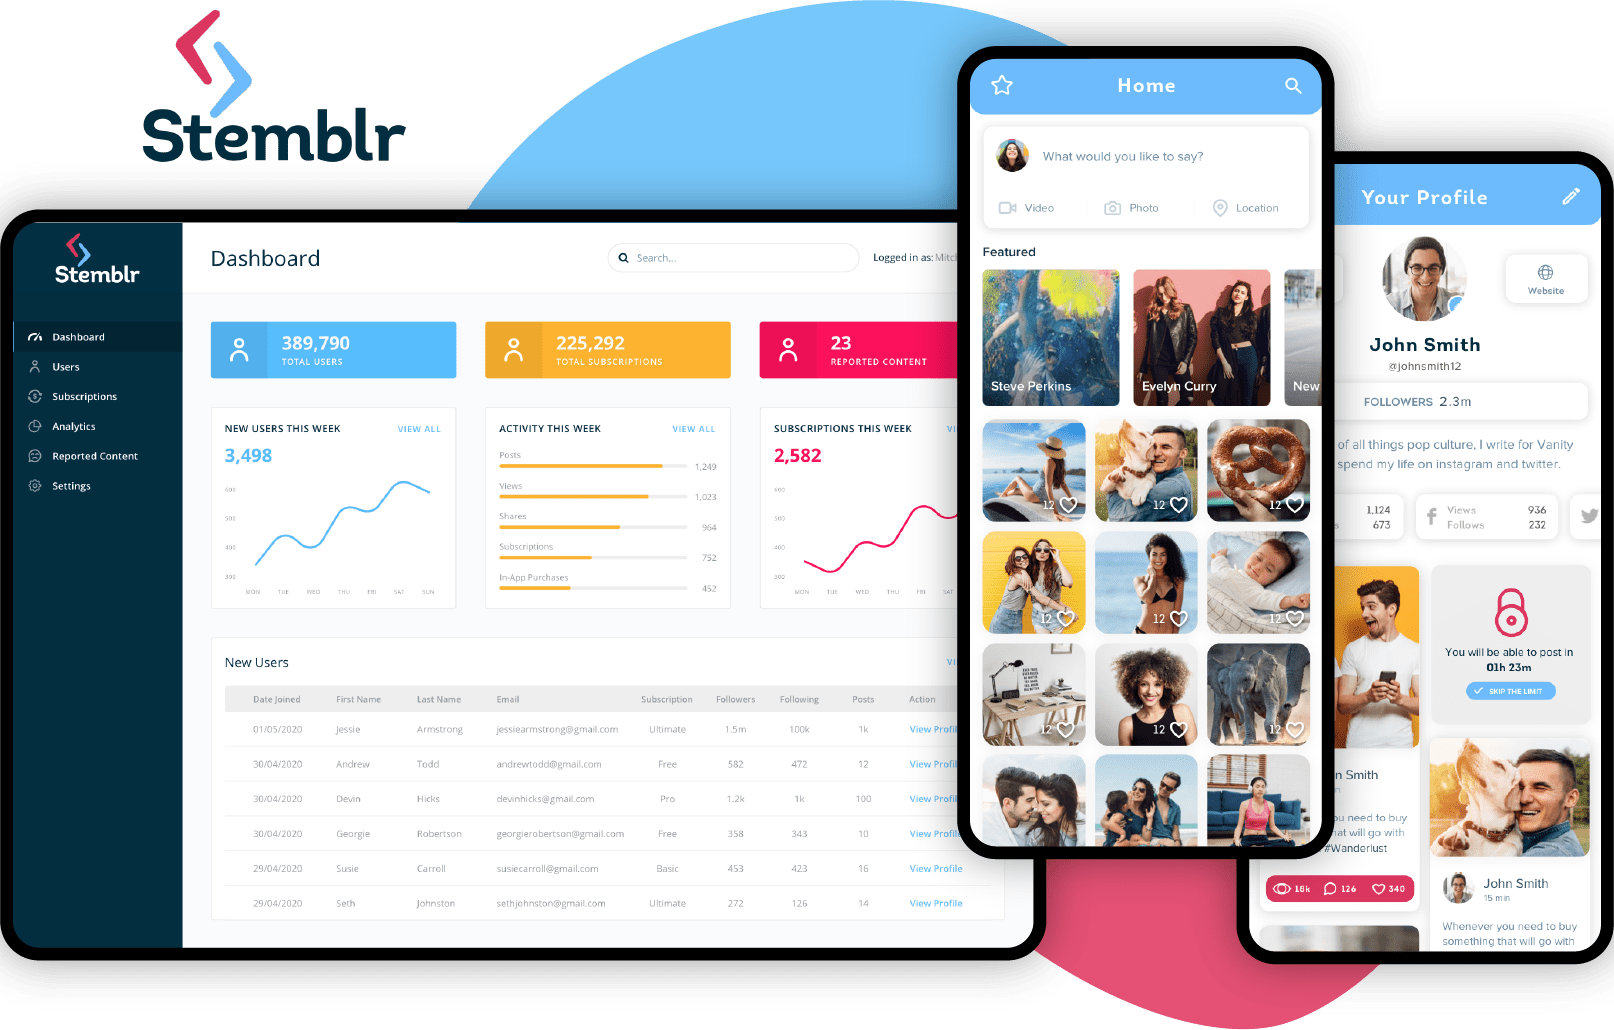 Stemblr
Stemblr
Dashboard
Users
Subscriptions
Analytics
Reported Content
Settings
Dashboard
Search...
Logged in as: Mitch
389,790
TOTAL USERS
225,292
TOTAL SUBSCRIPTIONS
23
REPORTED CONTENT
NEW USERS THIS WEEK VIEW ALL
3,498
600
500
400
300
MON TUE WED THU FRI SAT SUN
ACTIVITY THIS WEEK VIEW ALL
Posts
1,249
Views
1,023
Shares
964
Subscriptions
752
In-App Purchases
452
SUBSCRIPTIONS THIS WEEK VI
2,582
600
500
400
300
MON TUE WED THU FRI SAT
New Users VI
Date Joined First Name Last Name Email Subscription Followers Following Posts Action
01/05/2020 Jessie Armstrong jessiearmstrong@gmail.com Ultimate 1.5m 100k 1k View Profil
30/04/2020 Andrew Todd andrewtodd@gmail.com Free 582 472 12 View Profil
30/04/2020 Devin Hicks devinhicks@gmail.com Pro 1.2k 1k 100 View Profil
30/04/2020 Georgie Robertson georgierobertson@gmail.com Free 358 343 10 View Profil
29/04/2020 Susie Carroll susiecarroll@gmail.com Basic 453 423 16 View Profile
29/04/2020 Seth Johnston sethjohnston@gmail.com Ultimate 272 126 14 View Profile
Home
What would you like to say?
Video Photo Location
Featured
Steve Perkins Evelyn Curry New
12 12 12
12 12 12
12 12 12
Your Profile
Website
John Smith
@johnsmith12
FOLLOWERS 2.3m
of all things pop culture, I write for Vanity
spend my life on instagram and twitter.
1,124
s 673
Views 936
Follows 232
You will be able to post in
01h 23m
SKIP THE LIMIT
n Smith
n
ou need to buy
hat will go with
#Wanderlust
18k 126 340
John Smith
15 min
Whenever you need to buy
something that will go with